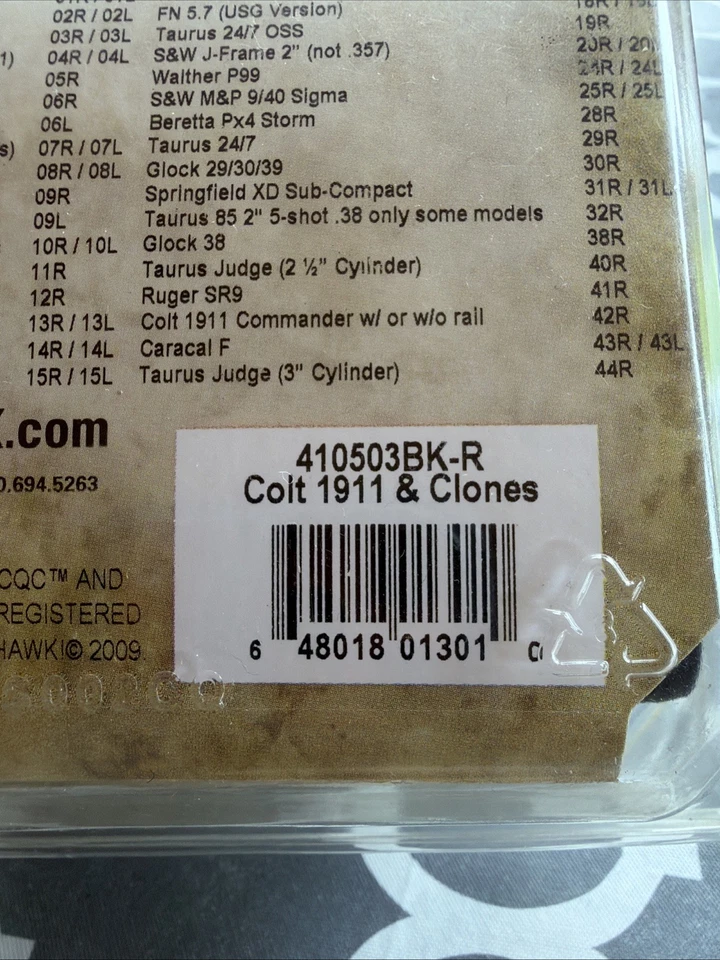 02R / 02L FN 5.7 (USG Version) 19R
03R / 03L Taurus 24/7 OSS
04R / 04L S&W J-Frame 2" (not .357) 24R / 24L
05R Walther P99 25R / 25L
06R S&W M&P 9/40 Sigma 28R
06L Beretta Px4 Storm 29R
s) 07R / 07L Taurus 24/7 30R
08R / 08L Glock 29/30/39 31R / 31L
09R Springfield XD Sub-Compact 32R
09L Taurus 85 2" 5-shot .38 only some models 38R
10R / 10L Glock 38 40R
11R Taurus Judge (2 ½" Cylinder) 41R
12R Ruger SR9 42R
13R / 13L Colt 1911 Commander w/ or w/o rail 43R / 43L
14R / 14L Caracal F 44R
15R / 15L Taurus Judge (3" Cylinder)
.com
0.694.5263
CQC™ AND
REGISTERED
HAWK!© 2009.
410503BK-R
Colt 1911 & Clones
6 48018 01301